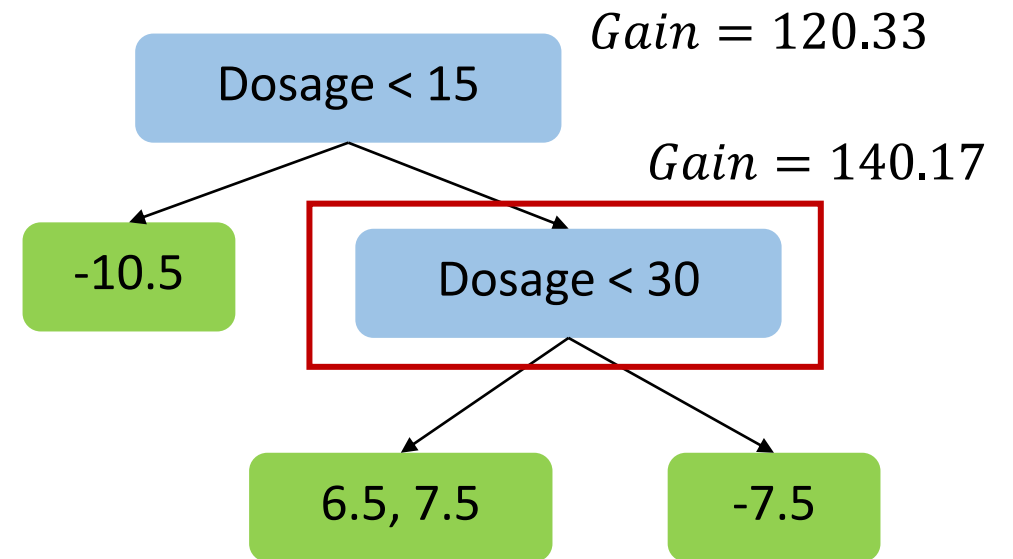 Gain = 120.33
Dosage < 15
Gain = 140.17
-10.5
Dosage < 30
6.5, 7.5
-7.5